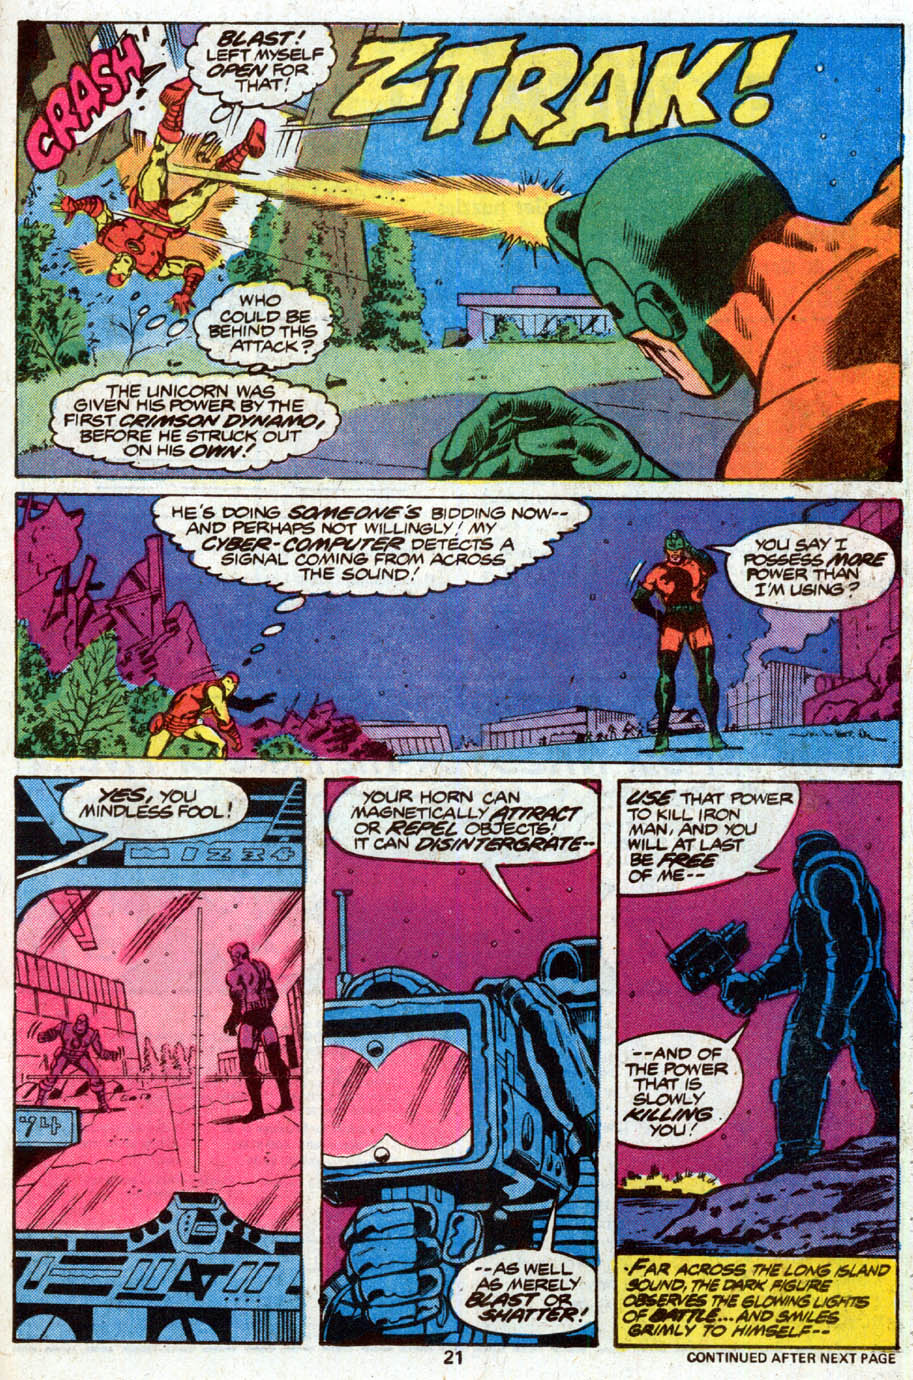 CRASH
BLAST!
LEFT MYSELF
OPEN FOR
THAT!
ZTRAK!
WHO
COULD BE
BEHIND THIS
ATTACK?
THE UNICORN WAS
GIVEN HIS POWER BY THE
FIRST CRIMSON DYNAMO,
BEFORE HE STRUCK OUT
ON HIS OWN!
HE'S DOING SOMEONE'S BIDDING NOW--
AND PERHAPS NOT WILLINGLY! MY
CYBER-COMPUTER DETECTS A
SIGNAL COMING FROM ACROSS
THE SOUND!
YOU SAY I
POSSESS MORE
POWER THAN
I'M USING?
YES, YOU
MINDLESS FOOL!
74
YOUR HORN CAN
MAGNETICALLY ATTRACT
OR REPEL OBJECTS!
IT CAN DISINTERGRATE--
--AS WELL
AS MERELY
BLAST OR
SHATTER!
USE THAT POWER
TO KILL IRON
MAN, AND YOU
WILL AT LAST
BE FREE
OF ME--
--AND OF
THE POWER
THAT IS
SLOWLY
KILLING
YOU!
FAR ACROSS THE LONG ISLAND
SOUND, THE DARK FIGURE
OBSERVES THE GLOWING LIGHTS
OF BATTLE... AND SMILES
GRIMLY TO HIMSELF--
21
CONTINUED AFTER NEXT PAGE